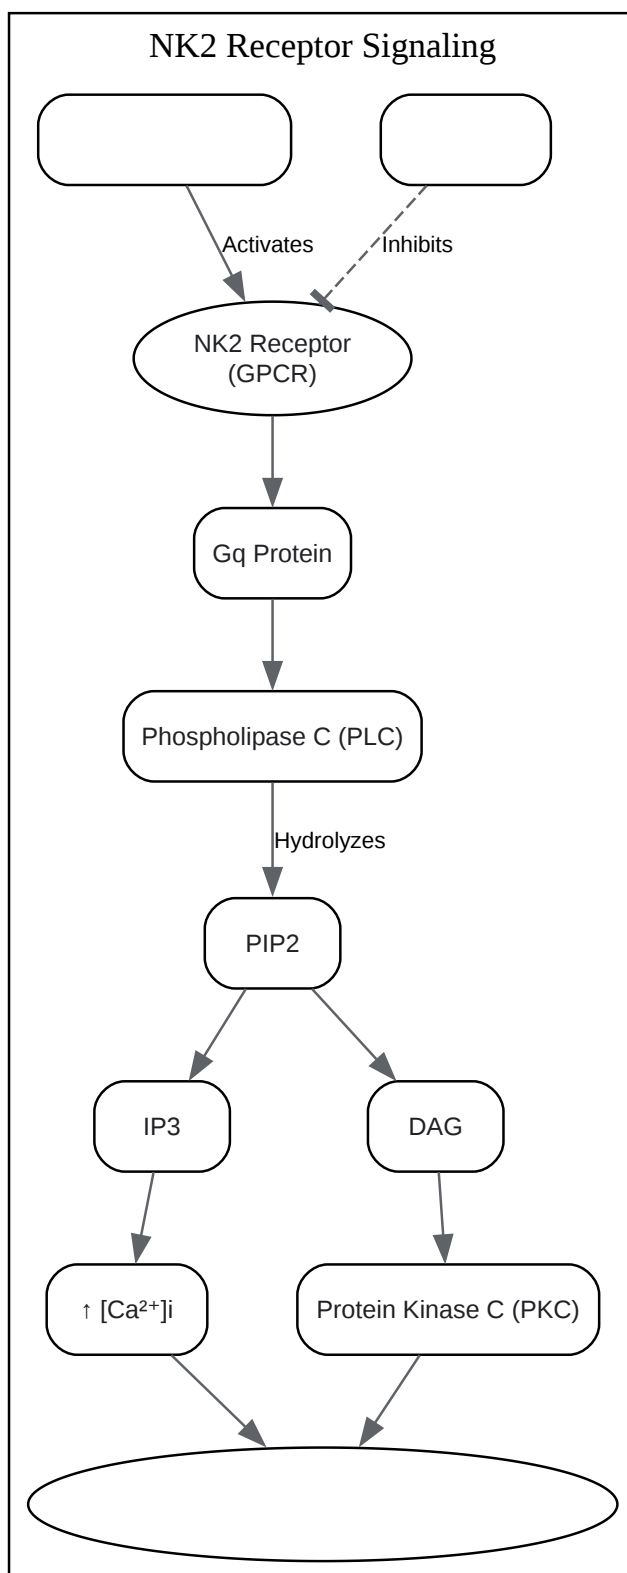 NK2 Receptor Signaling
Activates
Inhibits
NK2 Receptor
(GPCR)
Gq Protein
Phospholipase C (PLC)
Hydrolyzes
PIP2
IP3
DAG
↑ [Ca²⁺]i
Protein Kinase C (PKC)